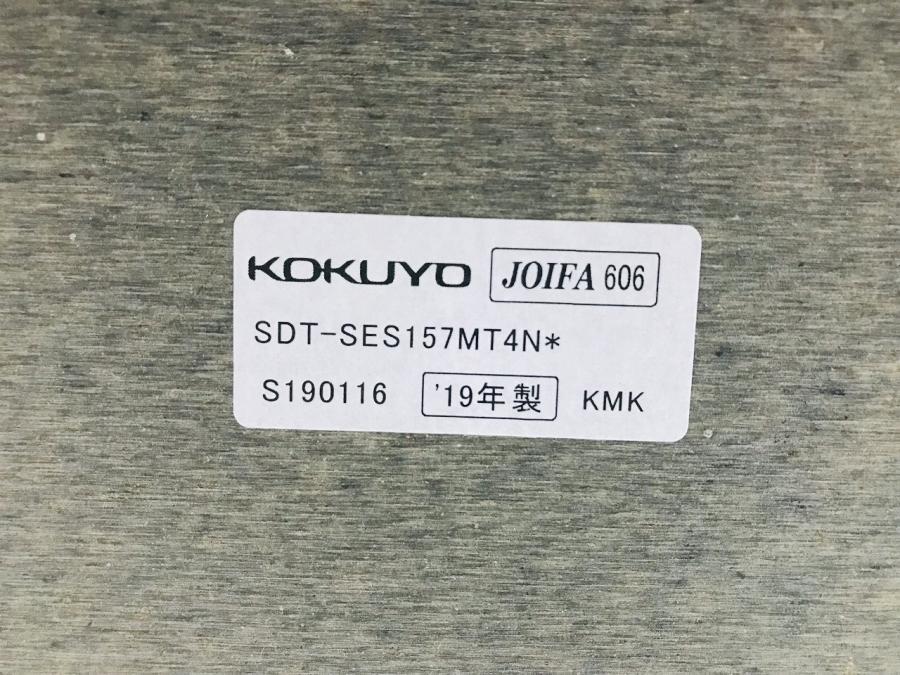 KOKUYO JOIFA 606
SDT-SES157MT4N*
S190116 '19年製 KMK